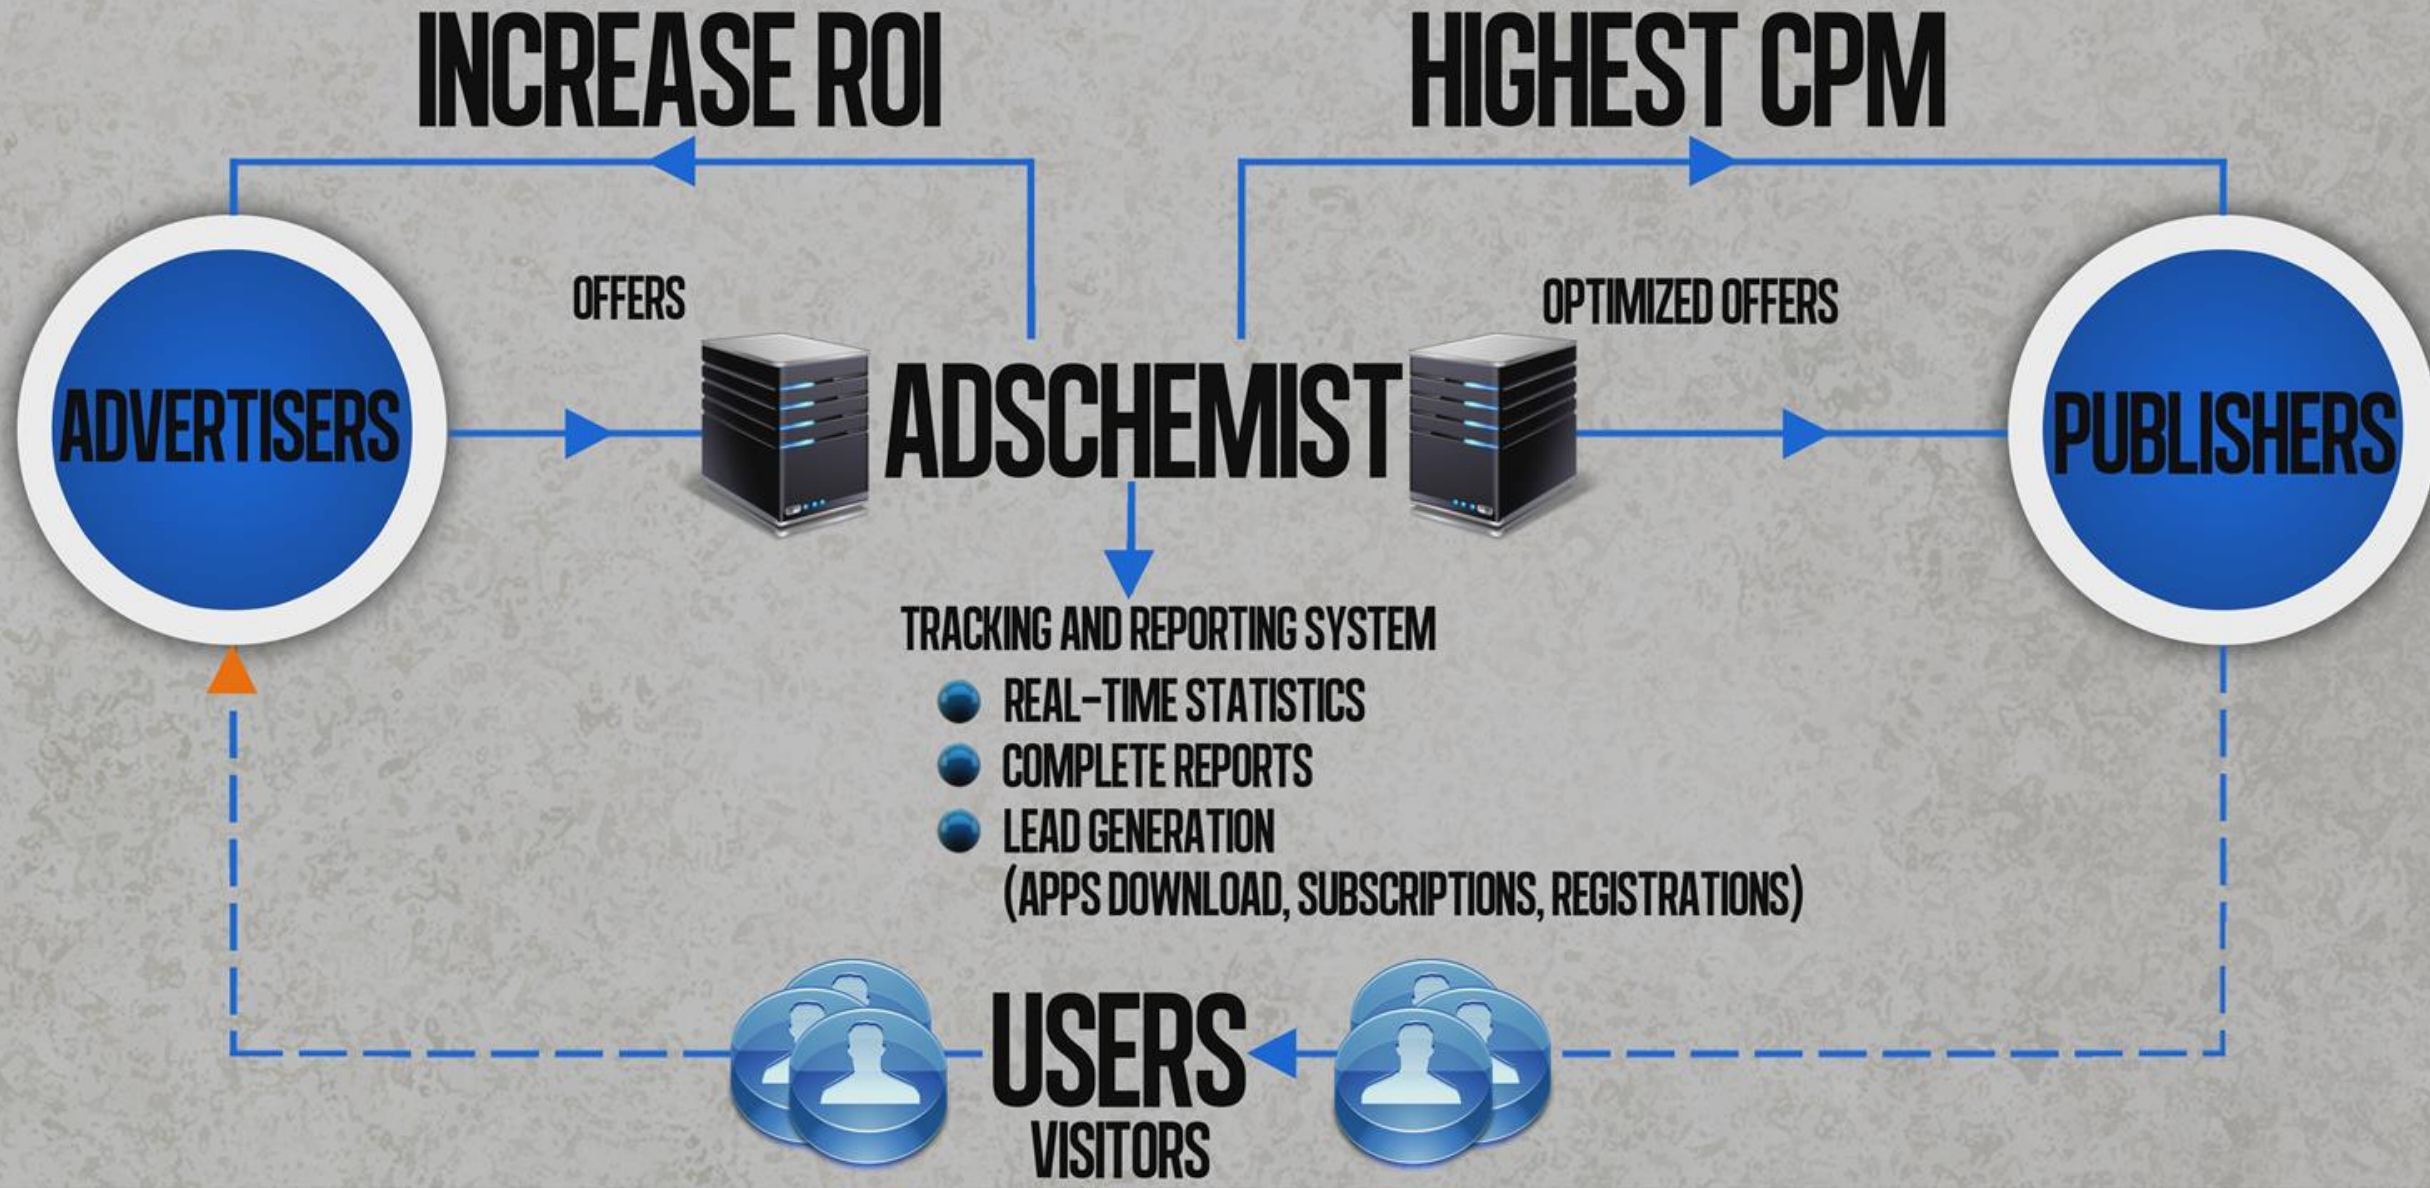 INCREASE ROI
HIGHEST CPM
OFFERS
OPTIMIZED OFFERS
ADVERTISERS
ADSCHEMIST
PUBLISHERS
TRACKING AND REPORTING SYSTEM
REAL-TIME STATISTICS
COMPLETE REPORTS
LEAD GENERATION
(APPS DOWNLOAD, SUBSCRIPTIONS, REGISTRATIONS)
USERS
VISITORS